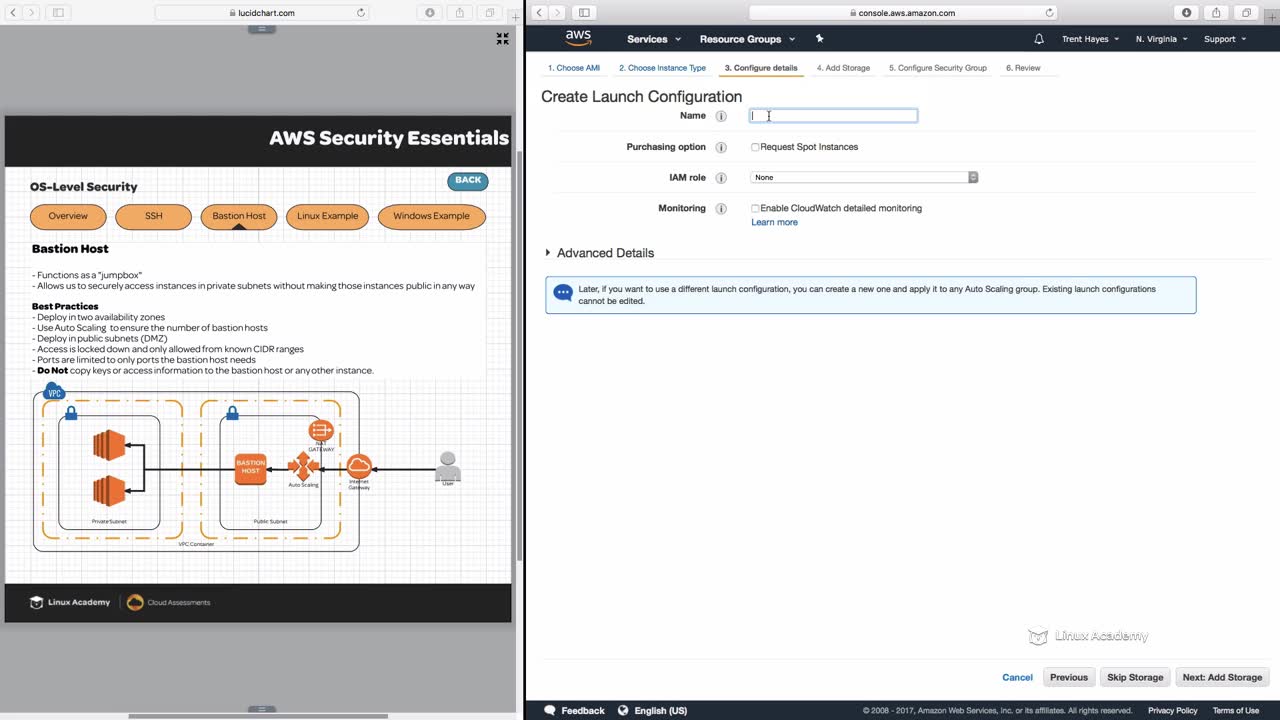 lucidchart.com
AWS Security Essentials
OS-Level Security
BACK
Overview
SSH
Bastion Host
Linux Example
Windows Example
Bastion Host
- Functions as a "jumpbox"
- Allows us to securely access instances in private subnets without making those instances public in any way
Best Practices
- Deploy in two availability zones
- Use Auto Scaling to ensure the number of bastion hosts
- Deploy in public subnets (DMZ)
- Access is locked down and only allowed from known CIDR ranges
- Ports are limited to only ports the bastion host needs
- Do Not copy keys or access information to the bastion host or any other instance.
VPC
NAT
GATEWAY
BASTION
HOST
Auto Scaling
Internet
Gateway
User
Private Subnet
Public Subnet
VPC Container
Linux Academy
Cloud Assessments
console.aws.amazon.com
aws
Services
Resource Groups
Trent Hayes
N. Virginia
Support
1. Choose AMI
2. Choose Instance Type
3. Configure details
4. Add Storage
5. Configure Security Group
6. Review
Create Launch Configuration
Name
Purchasing option
Request Spot Instances
IAM role
None
Monitoring
Enable CloudWatch detailed monitoring
Learn more
Advanced Details
Later, if you want to use a different launch configuration, you can create a new one and apply it to any Auto Scaling group. Existing launch configurations
cannot be edited.
Linux Academy
Cancel
Previous
Skip Storage
Next: Add Storage
Feedback
English (US)
© 2008 - 2017, Amazon Web Services, Inc. or its affiliates. All rights reserved.
Privacy Policy
Terms of Use